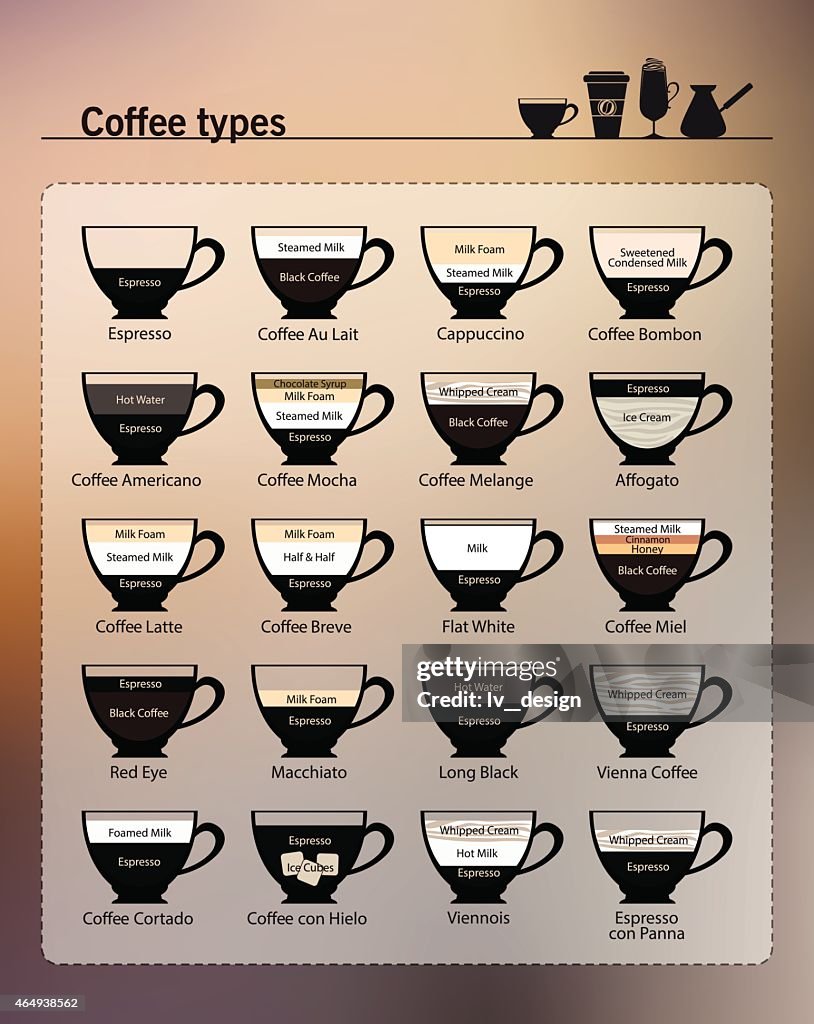 Coffee types
Espresso
Espresso
Steamed Milk
Black Coffee
Coffee Au Lait
Milk Foam
Steamed Milk
Espresso
Cappuccino
Sweetened
Condensed Milk
Espresso
Coffee Bombon
Hot Water
Espresso
Coffee Americano
Chocolate Syrup
Milk Foam
Steamed Milk
Espresso
Coffee Mocha
Whipped Cream
Black Coffee
Coffee Melange
Espresso
Ice Cream
Affogato
Milk Foam
Steamed Milk
Espresso
Coffee Latte
Milk Foam
Half & Half
Espresso
Coffee Breve
Milk
Espresso
Flat White
Steamed Milk
Cinnamon
Honey
Black Coffee
Coffee Miel
Espresso
Black Coffee
Red Eye
Milk Foam
Espresso
Macchiato
Hot Water
Espresso
Long Black
Whipped Cream
Espresso
Vienna Coffee
gettyimages
Credit: lv__design
Foamed Milk
Espresso
Coffee Cortado
Espresso
Ice Cubes
Coffee con Hielo
Whipped Cream
Hot Milk
Espresso
Viennois
Whipped Cream
Espresso
Espresso
con Panna
464938562